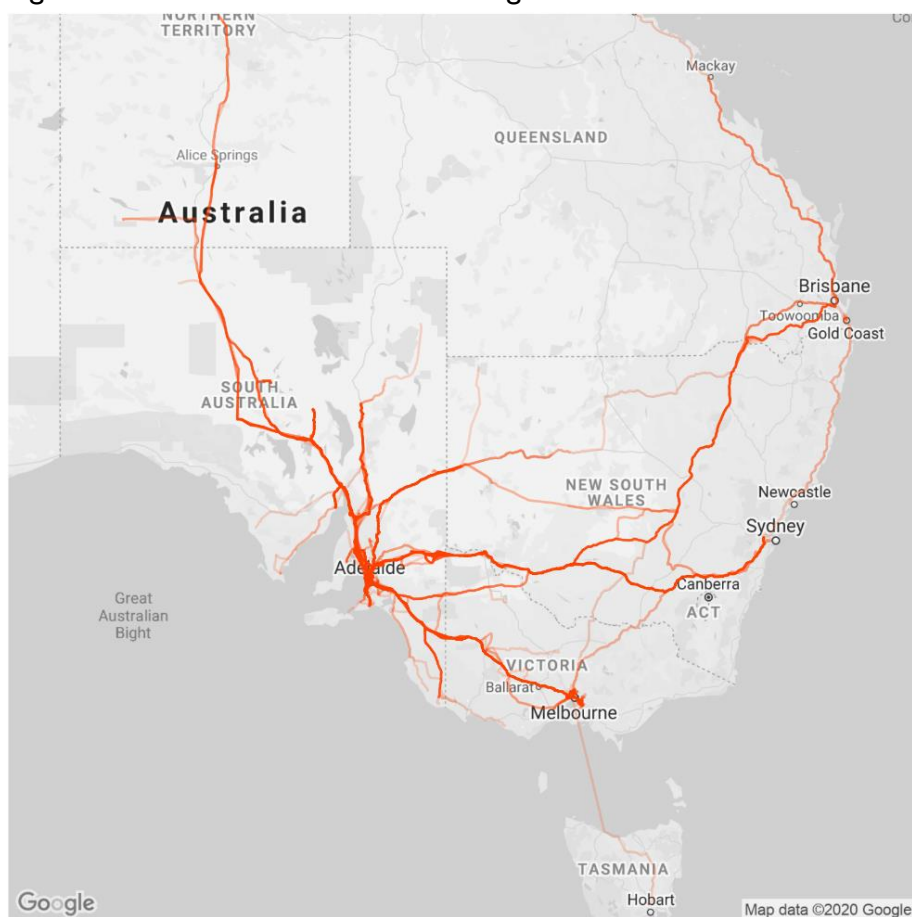 NORTHERN
TERRITORY
Mackay
QUEENSLAND
Alice Springs
Australia
Brisbane
Toowoomba
Gold Coast
SOUTH
AUSTRALIA
NEW SOUTH
WALES
Newcastle
Sydney
Adelaide
Canberra
ACT
Great
Australian
Bight
VICTORIA
Ballarat
Melbourne
TASMANIA
Hobart
Google
Map data ©2020 Google